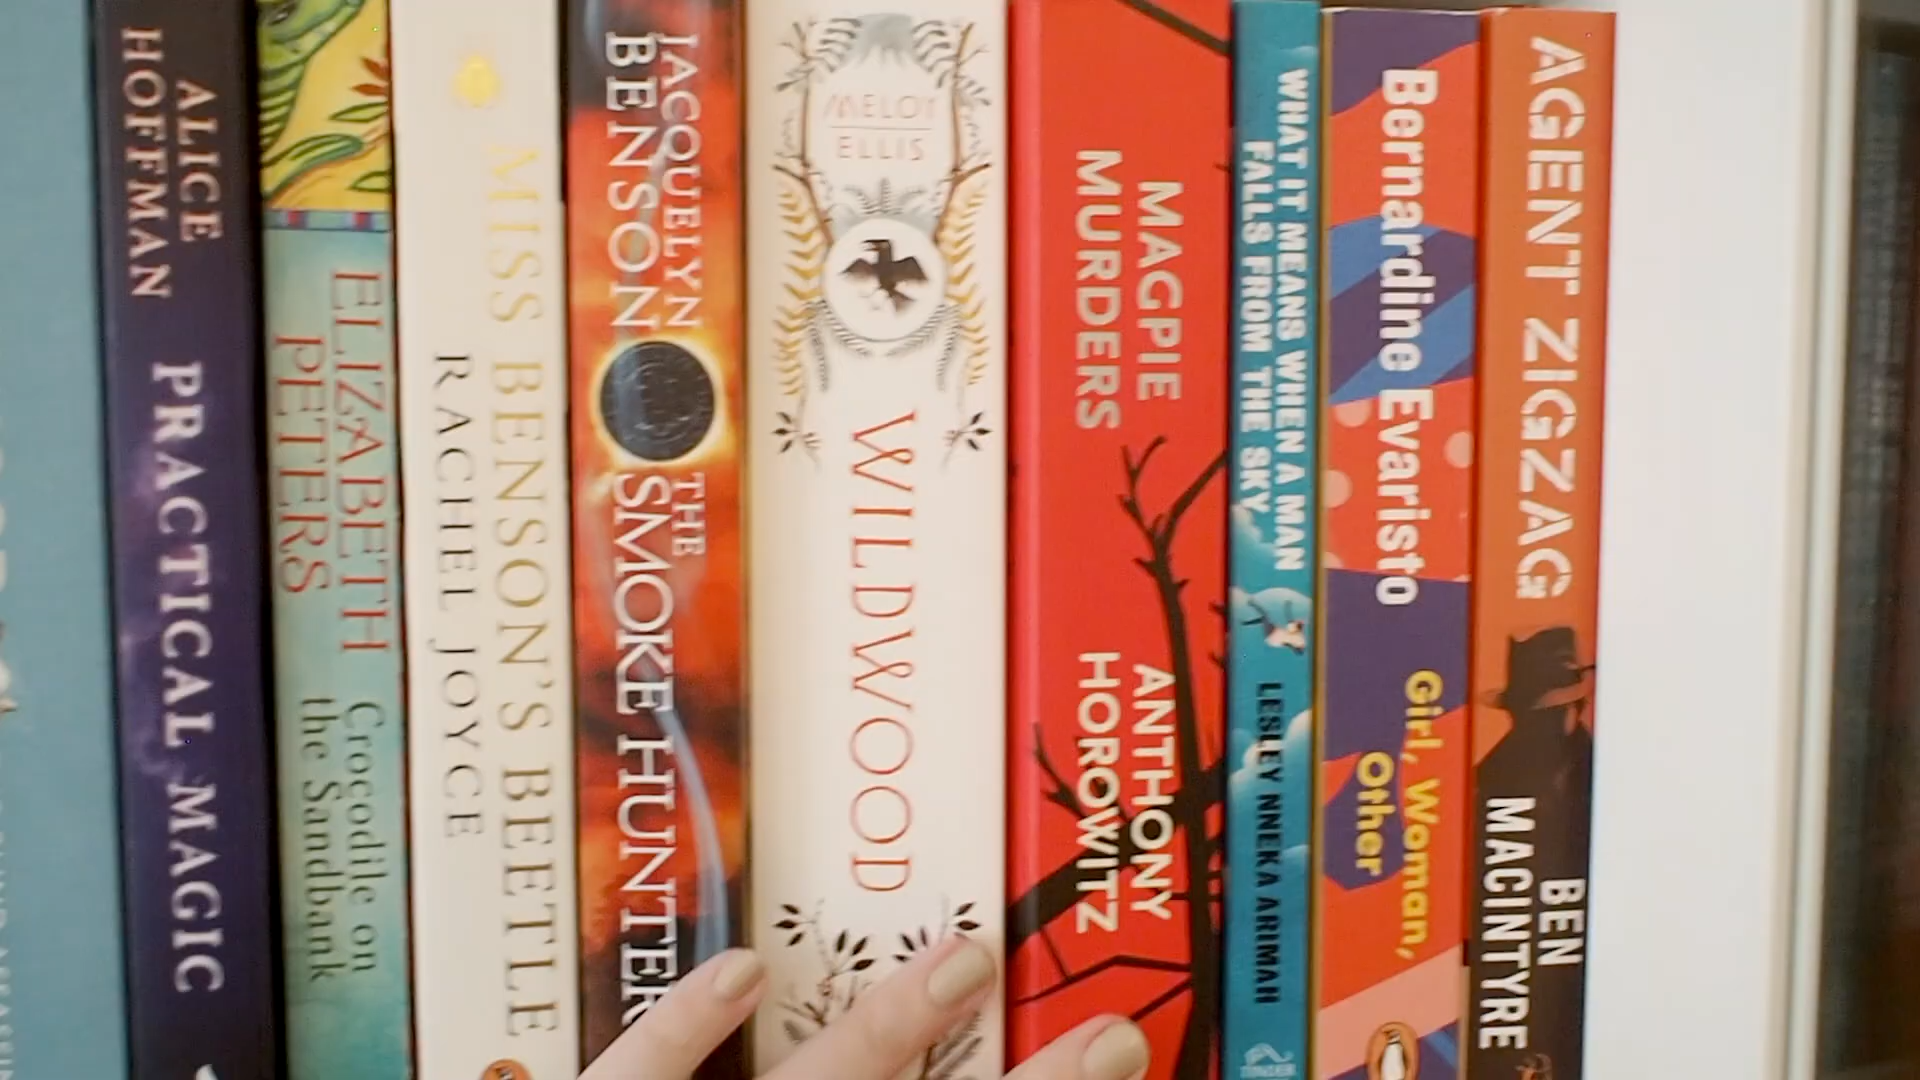 ALICE
HOFFMAN
PRACTICAL MAGIC
ELIZABETH
PETERS
Crocodile on
the Sandbank
MISS BENSON'S BEETLE
RACHEL JOYCE
JACQUELYN
BENSON
THE
SMOKE HUNTER
MELOY
ELLIS
WILDWOOD
MAGPIE
MURDERS
ANTHONY
HOROWITZ
WHAT IT MEANS WHEN A MAN
FALLS FROM THE SKY
LESLEY NNEKA ARIMAH
TINDER
Bernardine Evaristo
Girl, Woman,
Other
AGENT ZIGZAG
BEN
MACINTYRE